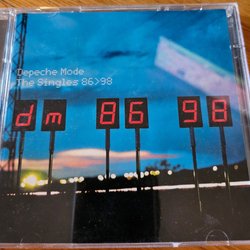 Depeche Mode
The Singles 86>98
dm 86 98